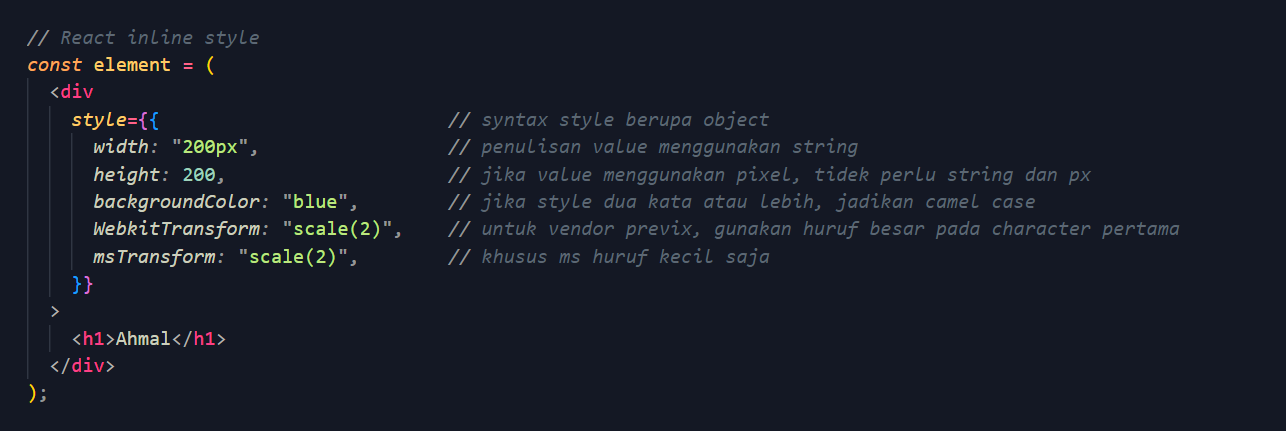 // React inline style
const element = (
<div
style={{ // syntax style berupa object
width: "200px", // penulisan value menggunakan string
height: 200, // jika value menggunakan pixel, tidek perlu string dan px
backgroundColor: "blue", // jika style dua kata atau lebih, jadikan camel case
WebkitTransform: "scale(2)", // untuk vendor previx, gunakan huruf besar pada character pertama
msTransform: "scale(2)", // khusus ms huruf kecil saja
}}
>
<h1>Ahmal</h1>
</div>
);